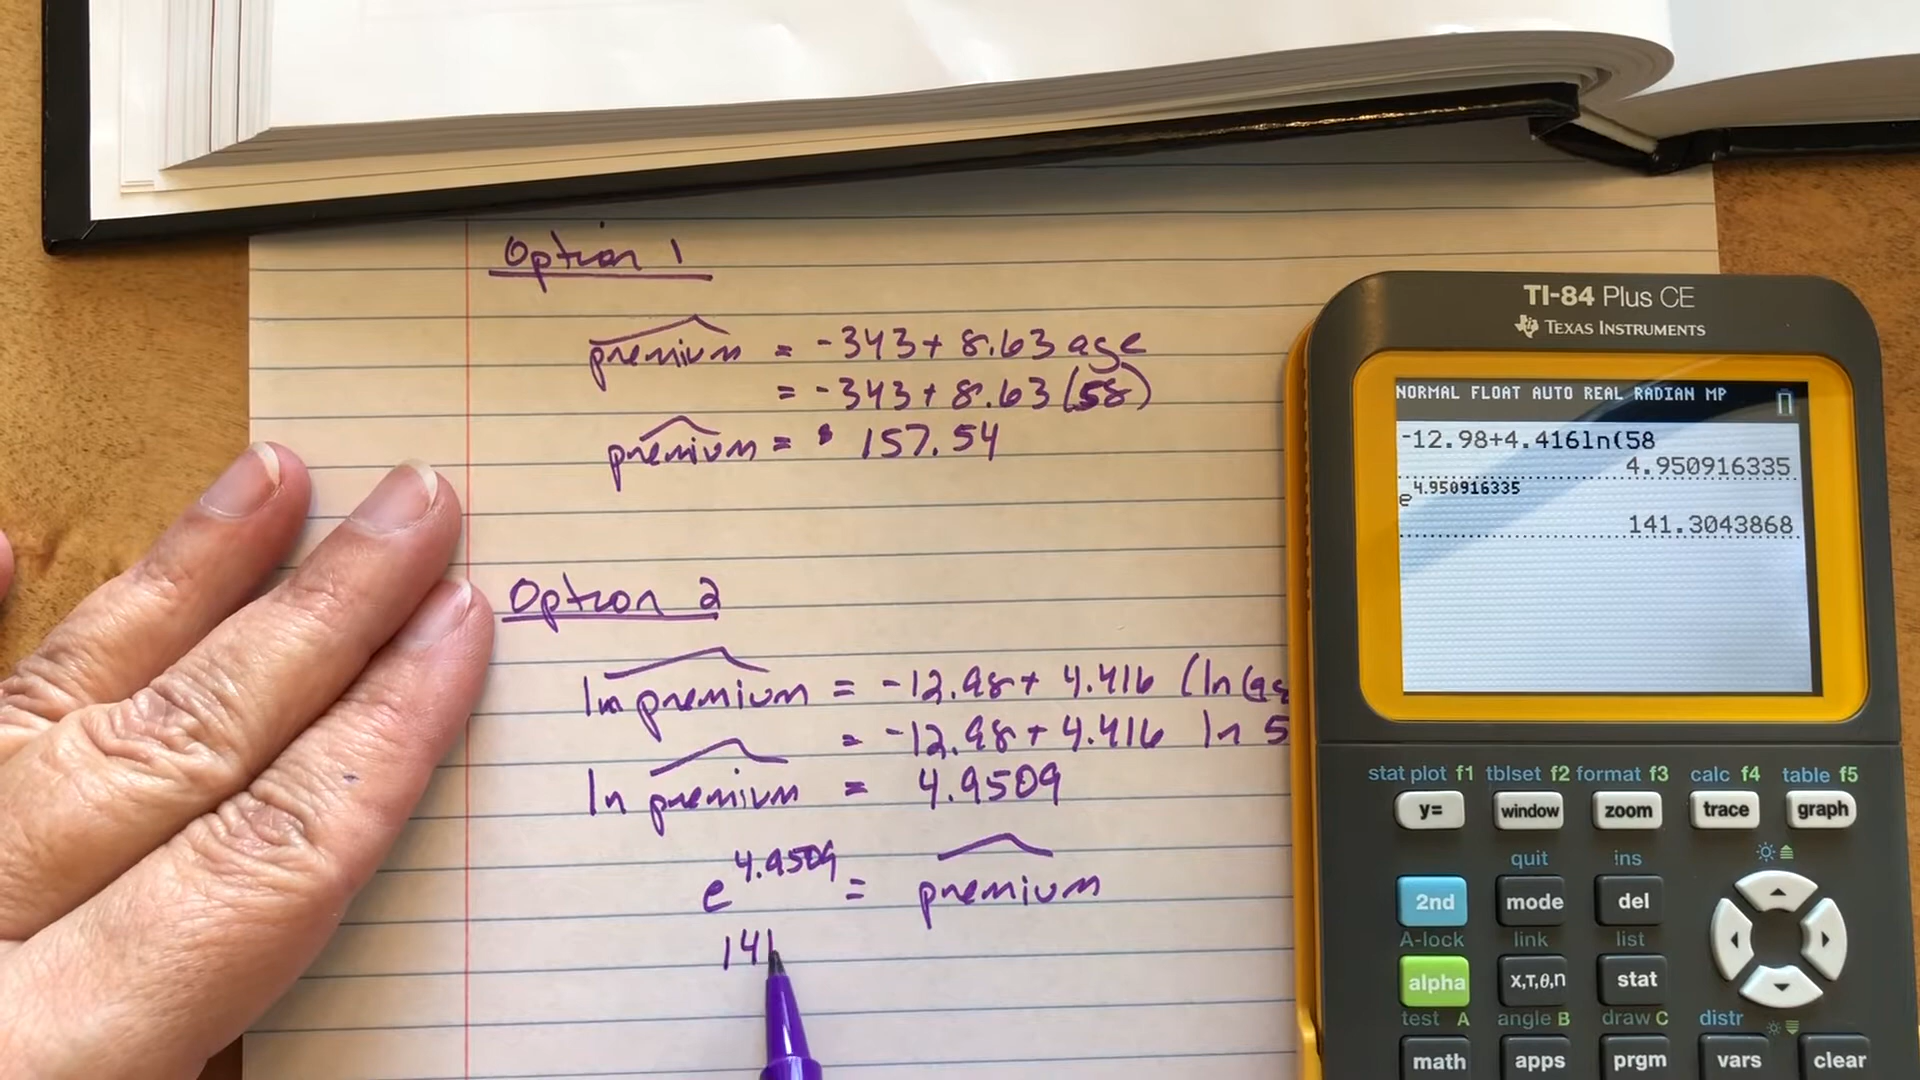 Option 1
premium = -343 + 8.63 age
= -343 + 8.63 (58)
premium = $ 157.54
Option 2
ln premium = -12.98 + 4.416 (ln (ag
= -12.98 + 4.416 ln 5
ln premium = 4.9509
e^4.9509 = premium
141
TI-84 Plus CE
TEXAS INSTRUMENTS
NORMAL FLOAT AUTO REAL RADIAN MP
-12.98+4.416ln(58
4.950916335
e^4.950916335
141.3043868
stat plot f1 tblset f2 format f3 calc f4 table f5
y= window zoom trace graph
quit ins
2nd mode del
A-lock link list
alpha X,T,θ,n stat
test A angle B draw C distr
math apps prgm vars clear